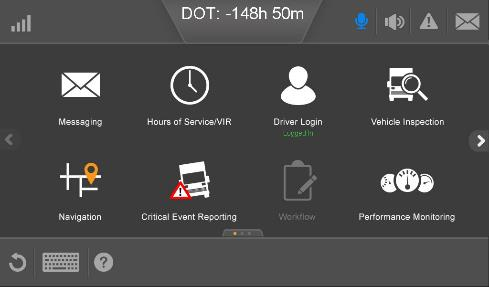 DOT: -148h 50m
Messaging
Hours of Service/VIR
Driver Login
Logged In
Vehicle Inspection
Navigation
Critical Event Reporting
Workflow
Performance Monitoring
?